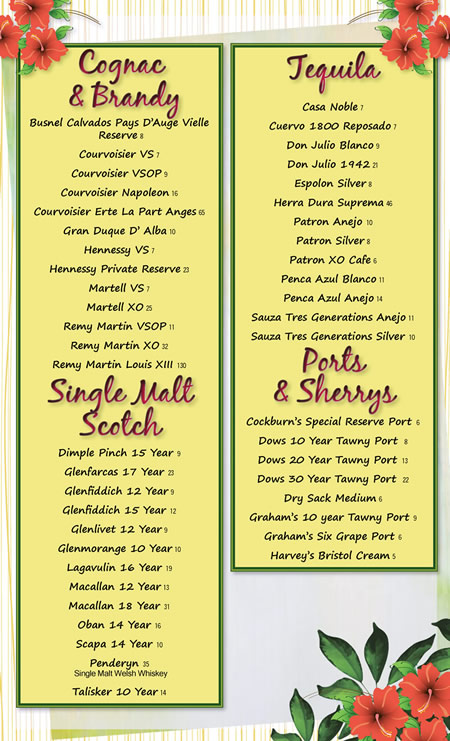 Cognac
& Brandy
Busnel Calvados Pays D'Auge Vielle
Reserve 8
Courvoisier VS 7
Courvoisier VSOP 9
Courvoisier Napoleon 16
Courvoisier Erte La Part Anges 65
Gran Duque D' Alba 10
Hennessy VS 7
Hennessy Private Reserve 23
Martell VS 7
Martell XO 25
Remy Martin VSOP 11
Remy Martin XO 32
Remy Martin Louis XIII 130
Single Malt
Scotch
Dimple Pinch 15 Year 9
Glenfarcas 17 Year 23
Glenfiddich 12 Year 9
Glenfiddich 15 Year 12
Glenlivet 12 Year 9
Glenmorange 10 Year 10
Lagavulin 16 Year 19
Macallan 12 Year 13
Macallan 18 Year 31
Oban 14 Year 16
Scapa 14 Year 10
Penderyn 35
Single Malt Welsh Whiskey
Talisker 10 Year 14
Tequila
Casa Noble 7
Cuervo 1800 Reposado 7
Don Julio Blanco 9
Don Julio 1942 21
Espolon Silver 8
Herra Dura Suprema 46
Patron Anejo 10
Patron Silver 8
Patron XO Cafe 6
Penca Azul Blanco 11
Penca Azul Anejo 14
Sauza Tres Generations Anejo 11
Sauza Tres Generations Silver 10
Ports
& Sherrys
Cockburn's Special Reserve Port 6
Dows 10 Year Tawny Port 8
Dows 20 Year Tawny Port 13
Dows 30 Year Tawny Port 22
Dry Sack Medium 6
Graham's 10 year Tawny Port 9
Graham's Six Grape Port 6
Harvey's Bristol Cream 5